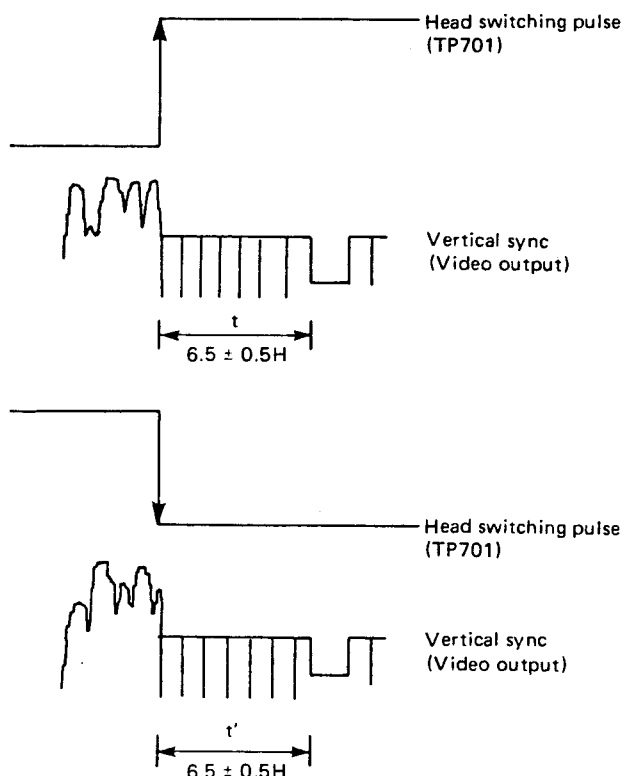 Head switching pulse
(TP701)
Vertical sync
(Video output)
t
6.5 ± 0.5H
Head switching pulse
(TP701)
Vertical sync
(Video output)
t'
6.5 ± 0.5H